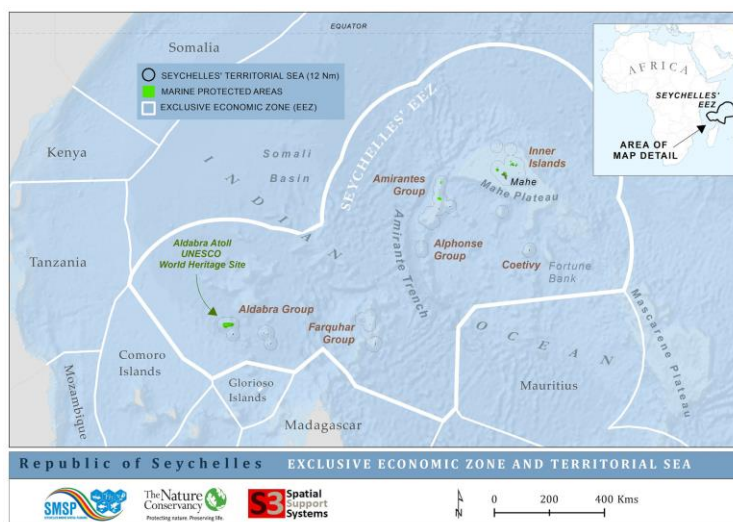 EQUATOR
Somalia
SEYCHELLES' TERRITORIAL SEA (12 Nm)
MARINE PROTECTED AREAS
EXCLUSIVE ECONOMIC ZONE (EEZ)
AFRICA
SEYCHELLES'
EEZ
AREA OF
MAP DETAIL
Kenya
Somali
Basin
SEYCHELLES' EEZ
Inner
Islands
Mahe
Mahe Plateau
Amirantes
Group
INDIAN
Tanzania
Aldabra Atoll
UNESCO
World Heritage Site
Amirante Trench
Alphonse
Group
Coetivy
Fortune
Bank
Aldabra Group
Farquhar
Group
OCEAN
Mascarene Plateau
Comoro
Islands
Mozambique
Glorioso
Islands
Mauritius
Madagascar
Republic of Seychelles EXCLUSIVE ECONOMIC ZONE AND TERRITORIAL SEA
SMSP
The Nature
Conservancy
Protecting nature. Preserving life.
S3 Spatial
Support
Systems
N
0 200 400 Kms